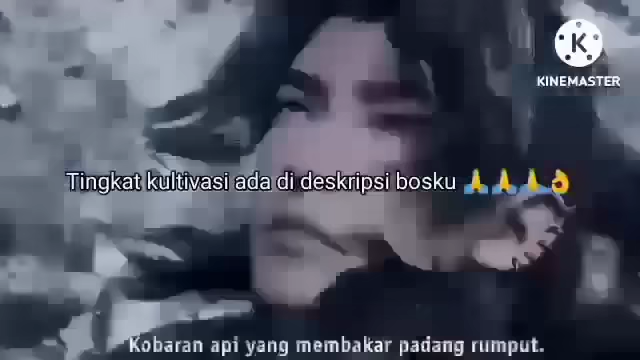 KINEMASTER
Tingkat kultivasi ada di deskripsi bosku 🙏🙏🙏👌
Kobaran api yang membakar padang rumput.